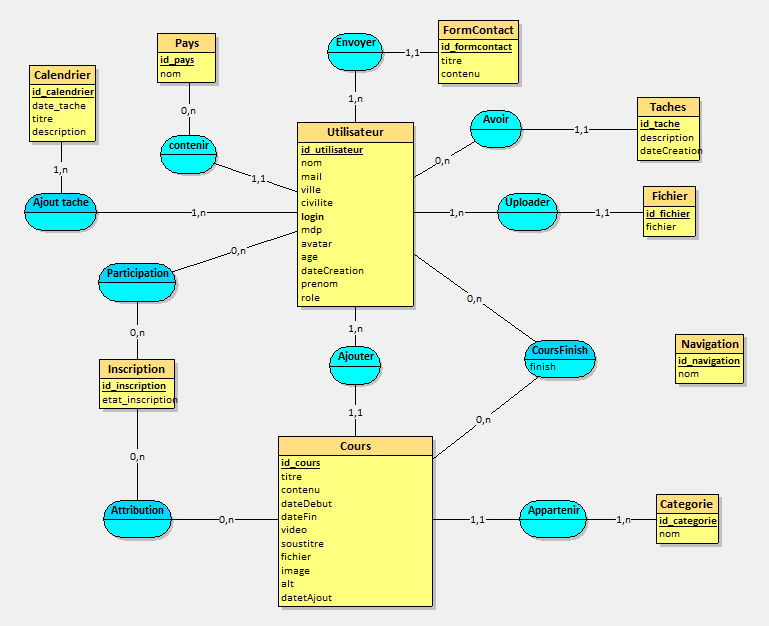 FormContact
id_formcontact
titre
contenu
Envoyer
1,1
1,n
Pays
id_pays
nom
0,n
contenir
1,1
Calendrier
id_calendrier
date_tache
titre
description
1,n
Ajout tache
1,n
Utilisateur
id_utilisateur
nom
mail
ville
civilite
login
mdp
avatar
age
dateCreation
prenom
role
Avoir
0,n
1,1
Taches
id_tache
description
dateCreation
Uploader
1,n
1,1
Fichier
id_fichier
fichier
Participation
0,n
0,n
Inscription
id_inscription
etat_inscription
0,n
Attribution
0,n
1,n
Ajouter
1,1
0,n
CoursFinish
finish
0,n
Navigation
id_navigation
nom
Cours
id_cours
titre
contenu
dateDebut
dateFin
video
soustitre
fichier
image
alt
datetAjout
1,1
Appartenir
1,n
Categorie
id_categorie
nom